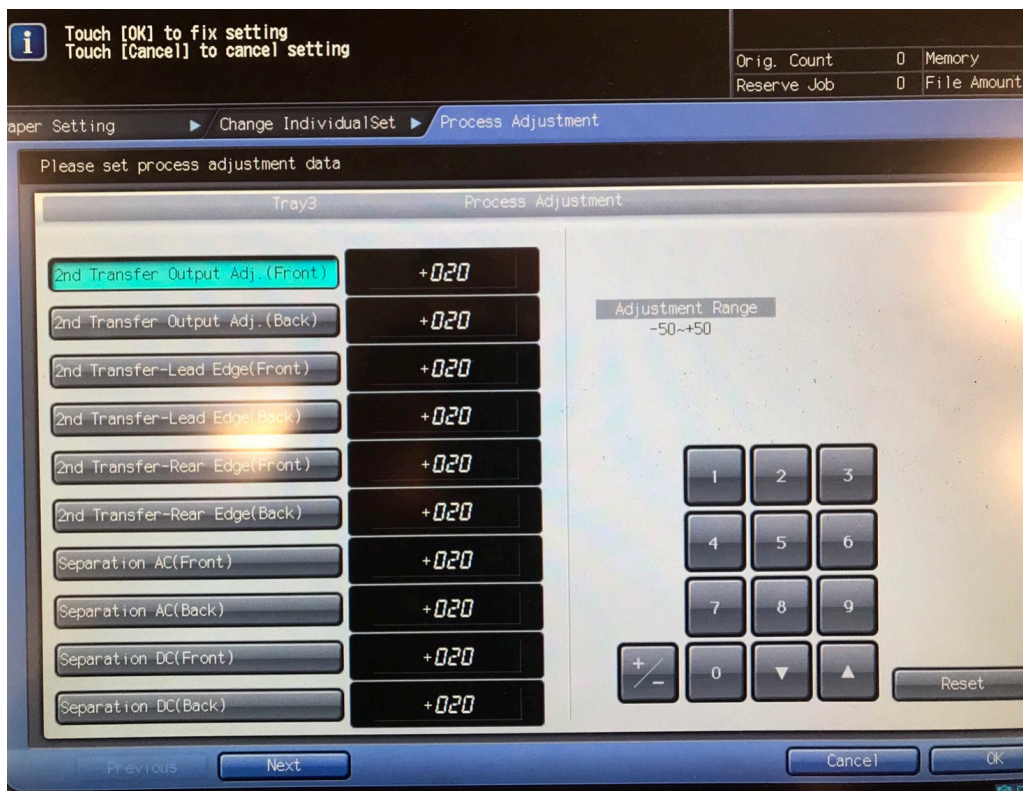 i
Touch [OK] to fix setting
Touch [Cancel] to cancel setting
Orig. Count 0 Memory
Reserve Job 0 File Amount
aper Setting ▶ Change IndividualSet ▶ Process Adjustment
Please set process adjustment data
Tray3 Process Adjustment
2nd Transfer Output Adj.(Front) +020
2nd Transfer Output Adj.(Back) +020
2nd Transfer-Lead Edge(Front) +020
2nd Transfer-Lead Edge(Back) +020
2nd Transfer-Rear Edge(Front) +020
2nd Transfer-Rear Edge(Back) +020
Separation AC(Front) +020
Separation AC(Back) +020
Separation DC(Front) +020
Separation DC(Back) +020
Adjustment Range
-50~+50
1 2 3
4 5 6
7 8 9
+/- 0 ▼ ▲
Reset
Previous Next Cancel OK